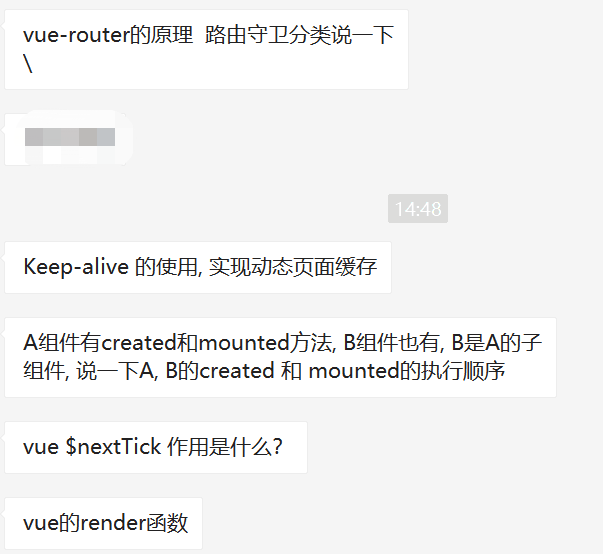 vue-router的原理 路由守卫分类说一下
\
14:48
Keep-alive 的使用, 实现动态页面缓存
A组件有created和mounted方法, B组件也有, B是A的子
组件, 说一下A, B的created 和 mounted的执行顺序
vue $nextTick 作用是什么?
vue的render函数